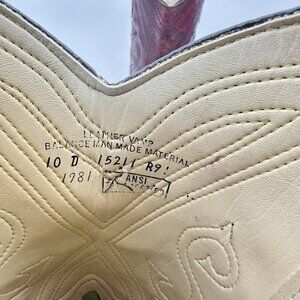 LEATHER VAMP
BALANCE MAN MADE MATERIAL
10 D 15211 R9
1981 ANSI